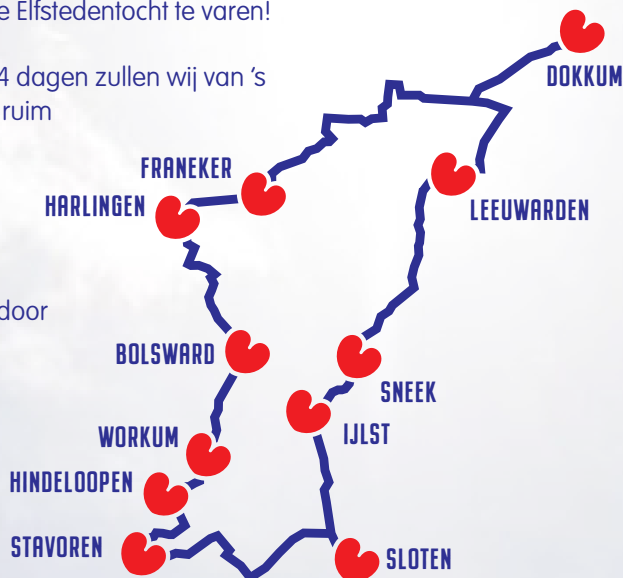 e Elfstedentocht te varen!
4 dagen zullen wij van ‘s
ruim
door
DOKKUM
FRANEKER
HARLINGEN
LEEUWARDEN
BOLSWARD
SNEEK
IJLST
WORKUM
HINDELOOPEN
STAVOREN
SLOTEN